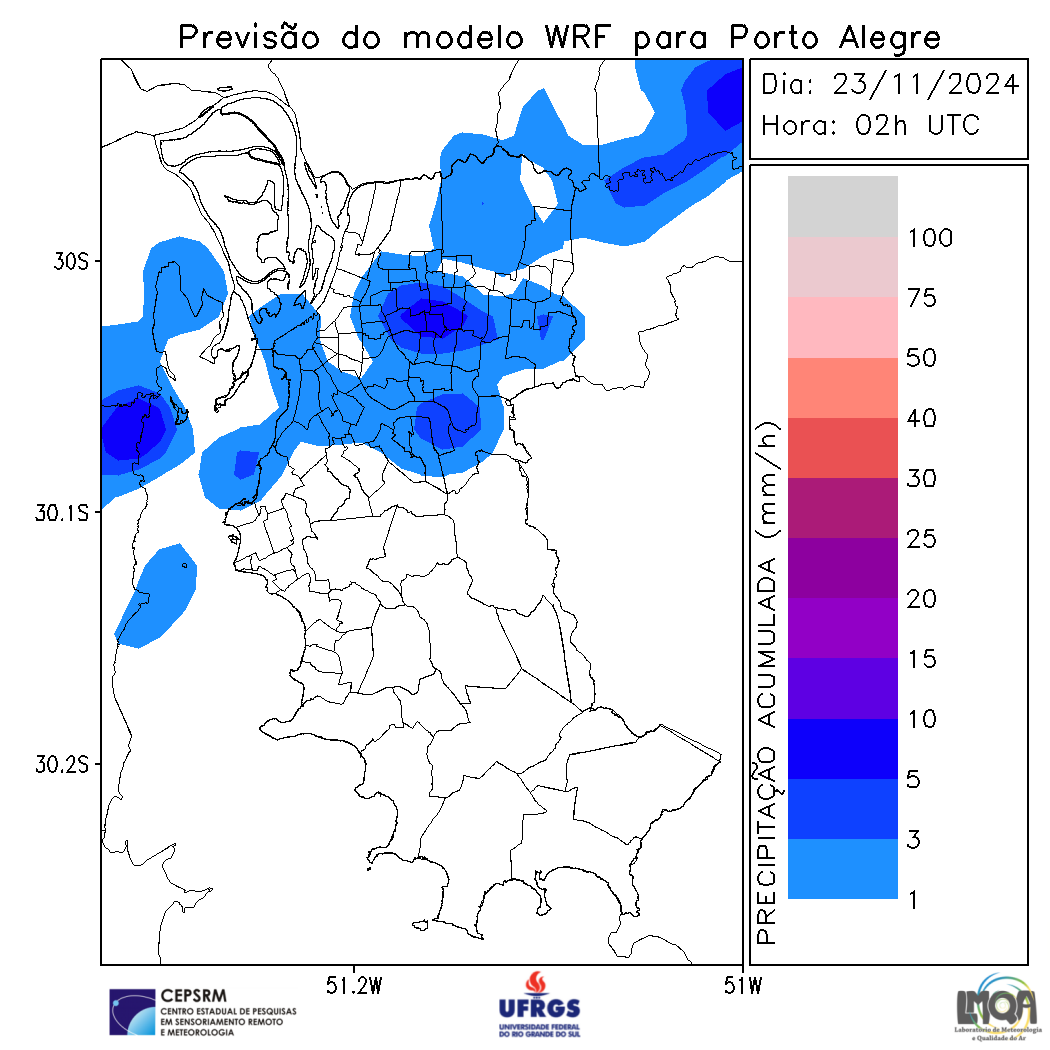 Previsão do modelo WRF para Porto Alegre
Dia: 23/11/2024
Hora: 02h UTC
30S
30.1S
30.2S
51.2W
51W
PRECIPITAÇÃO ACUMULADA (mm/h)
100
75
50
40
30
25
20
15
10
5
3
1
CEPSRM
CENTRO ESTADUAL DE PESQUISAS
EM SENSORIAMENTO REMOTO
E METEOROLOGIA
UFRGS
UNIVERSIDADE FEDERAL
DO RIO GRANDE DO SUL
LMQA
Laboratório de Meteorologia
e Qualidade do Ar